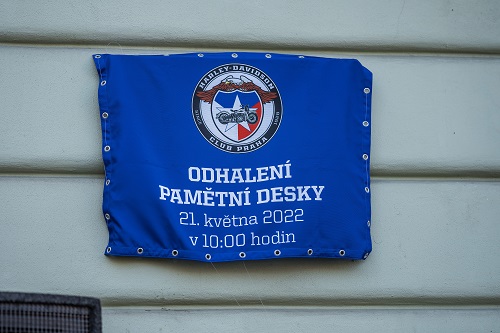 HARLEY-DAVIDSON
CLUB PRAHA
ODHALENÍ
PAMĚTNÍ DESKY
21. května 2022
v 10:00 hodin